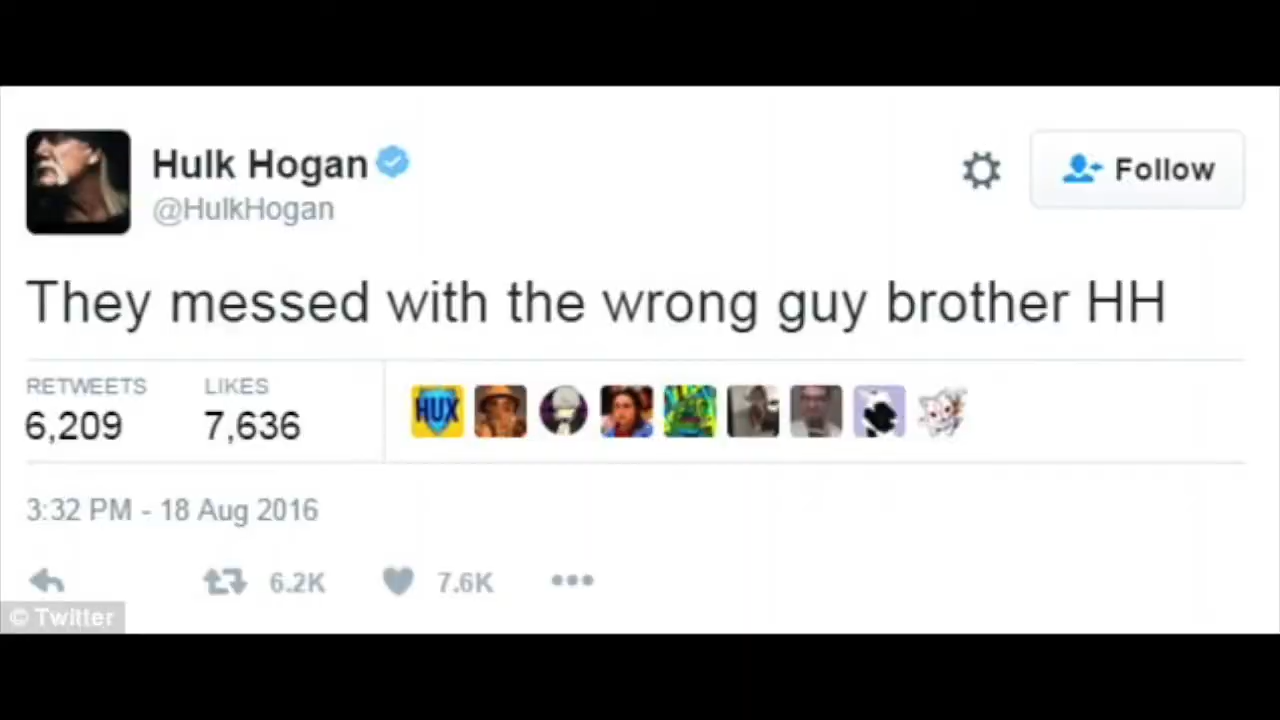 Hulk Hogan
@HulkHogan
Follow
They messed with the wrong guy brother HH
RETWEETS LIKES
6,209 7,636
HUX
3:32 PM - 18 Aug 2016
6.2K 7.6K
© Twitter